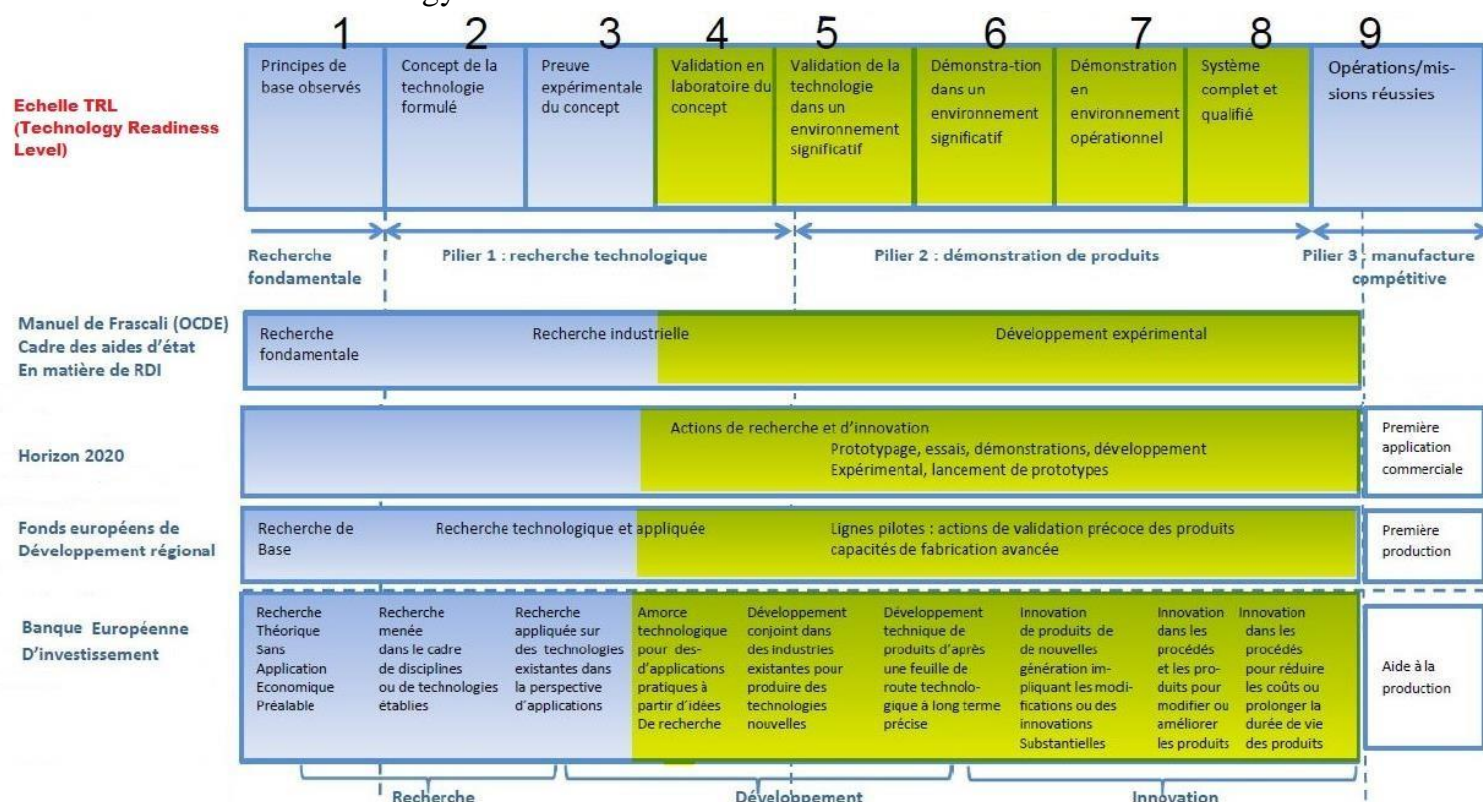 gy
1 2 3 4 5 6 7 8 9
Echelle TRL
(Technology Readiness
Level)
Principes de
base observés
Concept de la
technologie
formulé
Preuve
expérimentale
du concept
Validation en
laboratoire du
concept
Validation de la
technologie
dans un
environnement
significatif
Démonstra-tion
dans un
environnement
significatif
Démonstration
en
environnement
opérationnel
Système
complet et
qualifié
Opérations/mis-
sions réussies
Recherche
fondamentale
Pilier 1 : recherche technologique
Pilier 2 : démonstration de produits
Pilier 3 : manufacture
compétitive
Manuel de Frascali (OCDE)
Cadre des aides d'état
En matière de RDI
Recherche
fondamentale
Recherche industrielle
Développement expérimental
Horizon 2020
Actions de recherche et d'innovation
Prototypage, essais, démonstrations, développement
Expérimental, lancement de prototypes
Première
application
commerciale
Fonds européens de
Développement régional
Recherche de
Base
Recherche technologique et appliquée
Lignes pilotes : actions de validation précoce des produits
capacités de fabrication avancée
Première
production
Banque Européenne
D'investissement
Recherche
Théorique
Sans
Application
Economique
Préalable
Recherche
menée
dans le cadre
de disciplines
ou de technologies
établies
Recherche
appliquée sur
des technologies
existantes dans
la perspective
d'applications
Amorce
technologique
pour des-
d'applications
pratiques à
partir d'idées
De recherche
Développement
conjoint dans
des industries
existantes pour
produire des
technologies
nouvelles
Développement
technique de
produits d'après
une feuille de
route technolo-
gique à long terme
précise
Innovation
de produits de
de nouvelles
génération im-
pliquant les modi-
fications ou des
innovations
Substantielles
Innovation
dans les
procédés
et les pro-
duits pour
modifier ou
améliorer
les produits
Innovation
dans les
procédés
pour réduire
les coûts ou
prolonger la
durée de vie
des produits
Aide à la
production
Recherche
Développement
Innovation